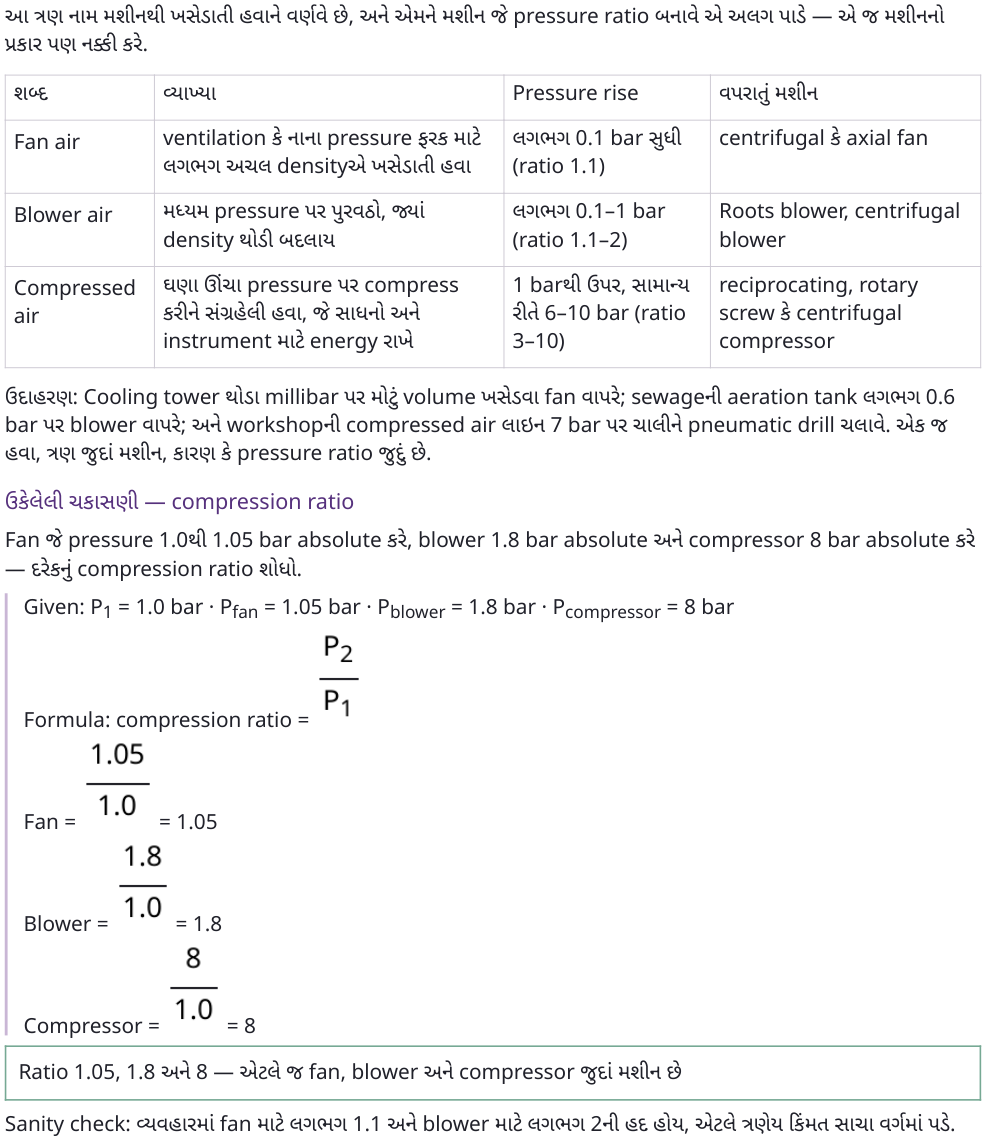 આ ત્રણ નામ મશીનથી ખસેડાતી હવાને વર્ણવે છે, અને એમને મશીન જે pressure ratio બનાવે એ અલગ પાડે — એ જ મશીનનો
પ્રકાર પણ નક્કી કરે.
શબ્દ વ્યાખ્યા Pressure rise વપરાતું મશીન
Fan air ventilation કે નાના pressure ફરક માટે લગભગ 0.1 bar સુધી centrifugal કે axial fan
લગભગ અચલ densityએ ખસેડાતી હવા (ratio 1.1)
Blower air મધ્યમ pressure પર પુરવઠો, જ્યાં લગભગ 0.1–1 bar Roots blower, centrifugal
density થોડી બદલાય (ratio 1.1–2) blower
Compressed ઘણા ઊંચા pressure પર compress 1 barથી ઉપર, સામાન્ય reciprocating, rotary
air કરીને સંગ્રહેલી હવા, જે સાધનો અને રીતે 6–10 bar (ratio screw કે centrifugal
instrument માટે energy રાખે 3–10) compressor
ઉદાહરણ: Cooling tower થોડા millibar પર મોટું volume ખસેડવા fan વાપરે; sewageની aeration tank લગભગ 0.6
bar પર blower વાપરે; અને workshopની compressed air લાઇન 7 bar પર ચાલીને pneumatic drill ચલાવે. એક જ
હવા, ત્રણ જુદાં મશીન, કારણ કે pressure ratio જુદું છે.
ઉકેલેલી ચકાસણી — compression ratio
Fan જે pressure 1.0થી 1.05 bar absolute કરે, blower 1.8 bar absolute અને compressor 8 bar absolute કરે
— દરેકનું compression ratio શોધો.
Given: P1 = 1.0 bar · Pfan = 1.05 bar · Pblower = 1.8 bar · Pcompressor = 8 bar
Formula: compression ratio = P2/P1
Fan = 1.05/1.0 = 1.05
Blower = 1.8/1.0 = 1.8
Compressor = 8/1.0 = 8
Ratio 1.05, 1.8 અને 8 — એટલે જ fan, blower અને compressor જુદાં મશીન છે
Sanity check: વ્યવહારમાં fan માટે લગભગ 1.1 અને blower માટે લગભગ 2ની હદ હોય, એટલે ત્રણેય કિંમત સાચા વર્ગમાં પડે.